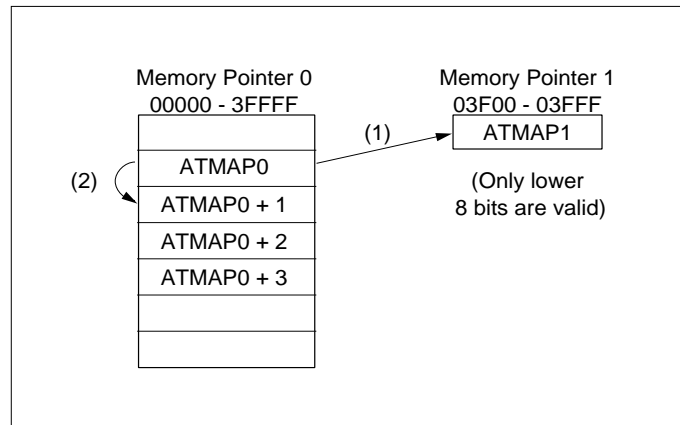 Memory Pointer 0
00000 - 3FFFF
Memory Pointer 1
03F00 - 03FFF
(1)
ATMAP1
ATMAP0
(2)
(Only lower
8 bits are valid)
ATMAP0 + 1
ATMAP0 + 2
ATMAP0 + 3